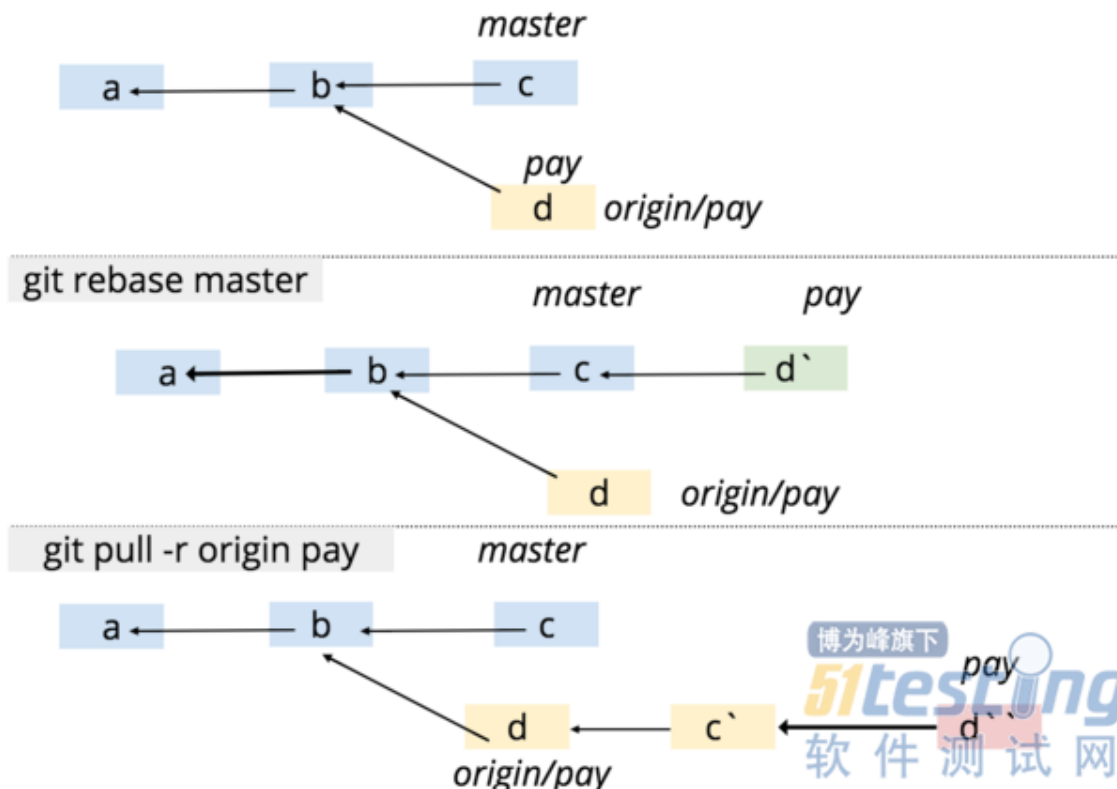 master
a b c
pay
d origin/pay
git rebase master
master pay
a b c d`
d origin/pay
git pull -r origin pay master
a b c
博为峰旗下
51testing
pay
d c` d``
软件测试网
origin/pay